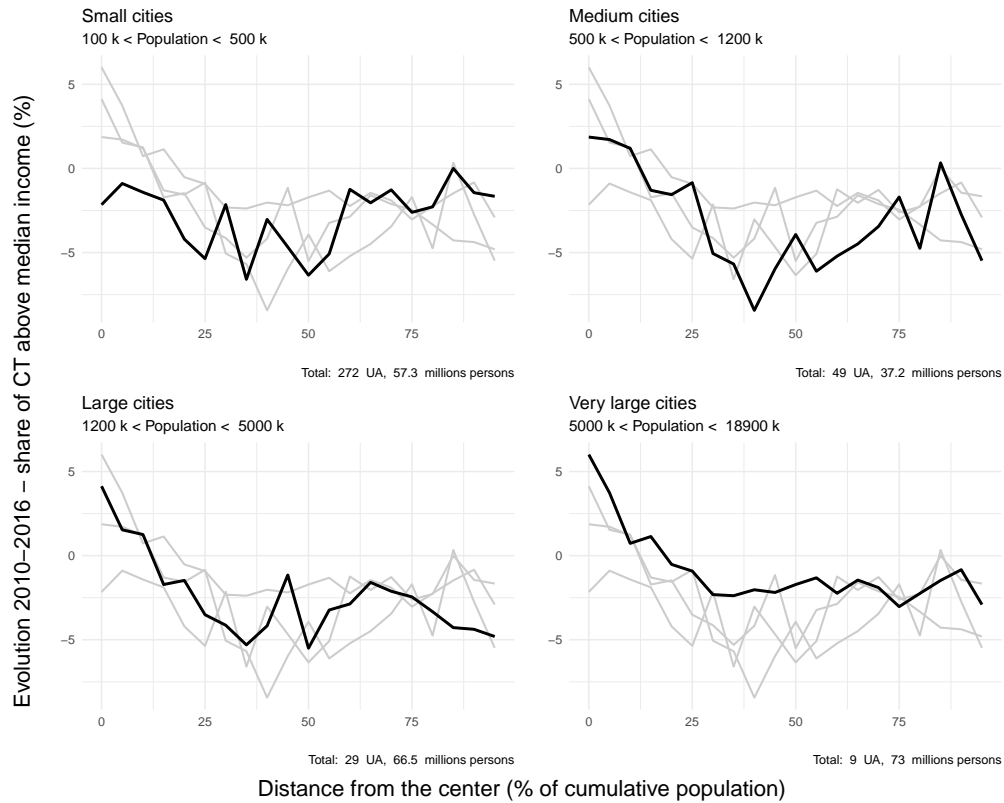 Small cities
100 k < Population < 500 k
Medium cities
500 k < Population < 1200 k
5
0
−5
0
25
50
75
0
25
50
75
Total: 272 UA, 57.3 millions persons
Total: 49 UA, 37.2 millions persons
Large cities
1200 k < Population < 5000 k
Very large cities
5000 k < Population < 18900 k
5
0
−5
5
0
−5
5
0
−5
0
25
50
75
0
25
50
75
Total: 29 UA, 66.5 millions persons
Total: 9 UA, 73 millions persons
Evolution 2010−2016 − share of CT above median income (%)
Distance from the center (% of cumulative population)